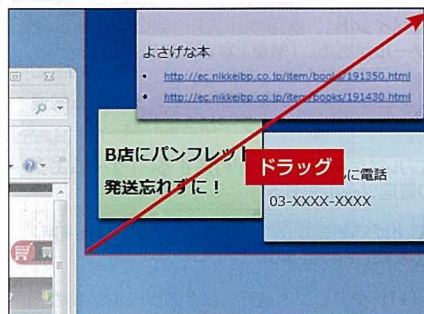 よさげな本
• http://ec.nikkeibp.co.jp/item/books/191350.html
• http://ec.nikkeibp.co.jp/item/books/191430.html
B店にパンフレット
発送忘れずに！
ドラッグ
に電話
03-XXXX-XXXX